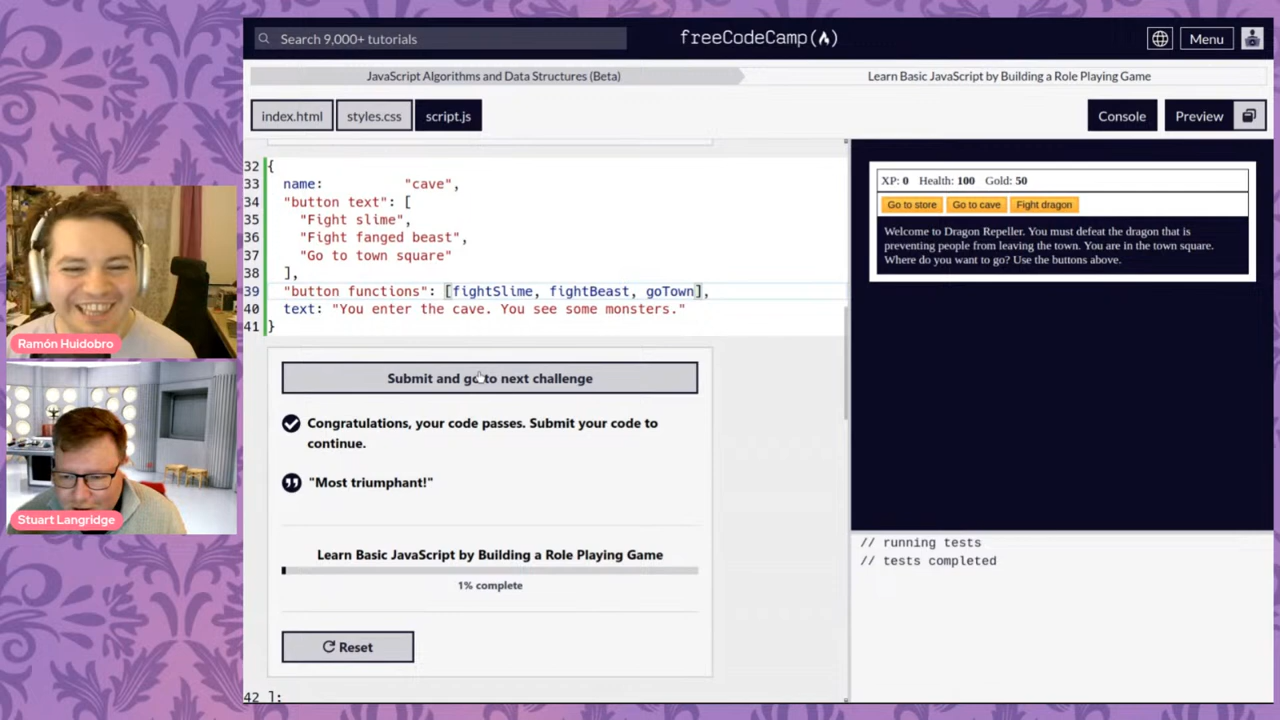 Search 9,000+ tutorials
freeCodeCamp
Menu
JavaScript Algorithms and Data Structures (Beta)
Learn Basic JavaScript by Building a Role Playing Game
index.html
styles.css
script.js
Console
Preview
32 {
33 name: "cave",
34 "button text": [
35 "Fight slime",
36 "Fight fanged beast",
37 "Go to town square"
38 ],
39 "button functions": [fightSlime, fightBeast, goTown],
40 text: "You enter the cave. You see some monsters."
41 }
Submit and go to next challenge
Congratulations, your code passes. Submit your code to
continue.
"Most triumphant!"
Learn Basic JavaScript by Building a Role Playing Game
1% complete
Reset
42 ];
XP: 0 Health: 100 Gold: 50
Go to store
Go to cave
Fight dragon
Welcome to Dragon Repeller. You must defeat the dragon that is
preventing people from leaving the town. You are in the town square.
Where do you want to go? Use the buttons above.
// running tests
// tests completed
Ramón Huidobro
Stuart Langridge